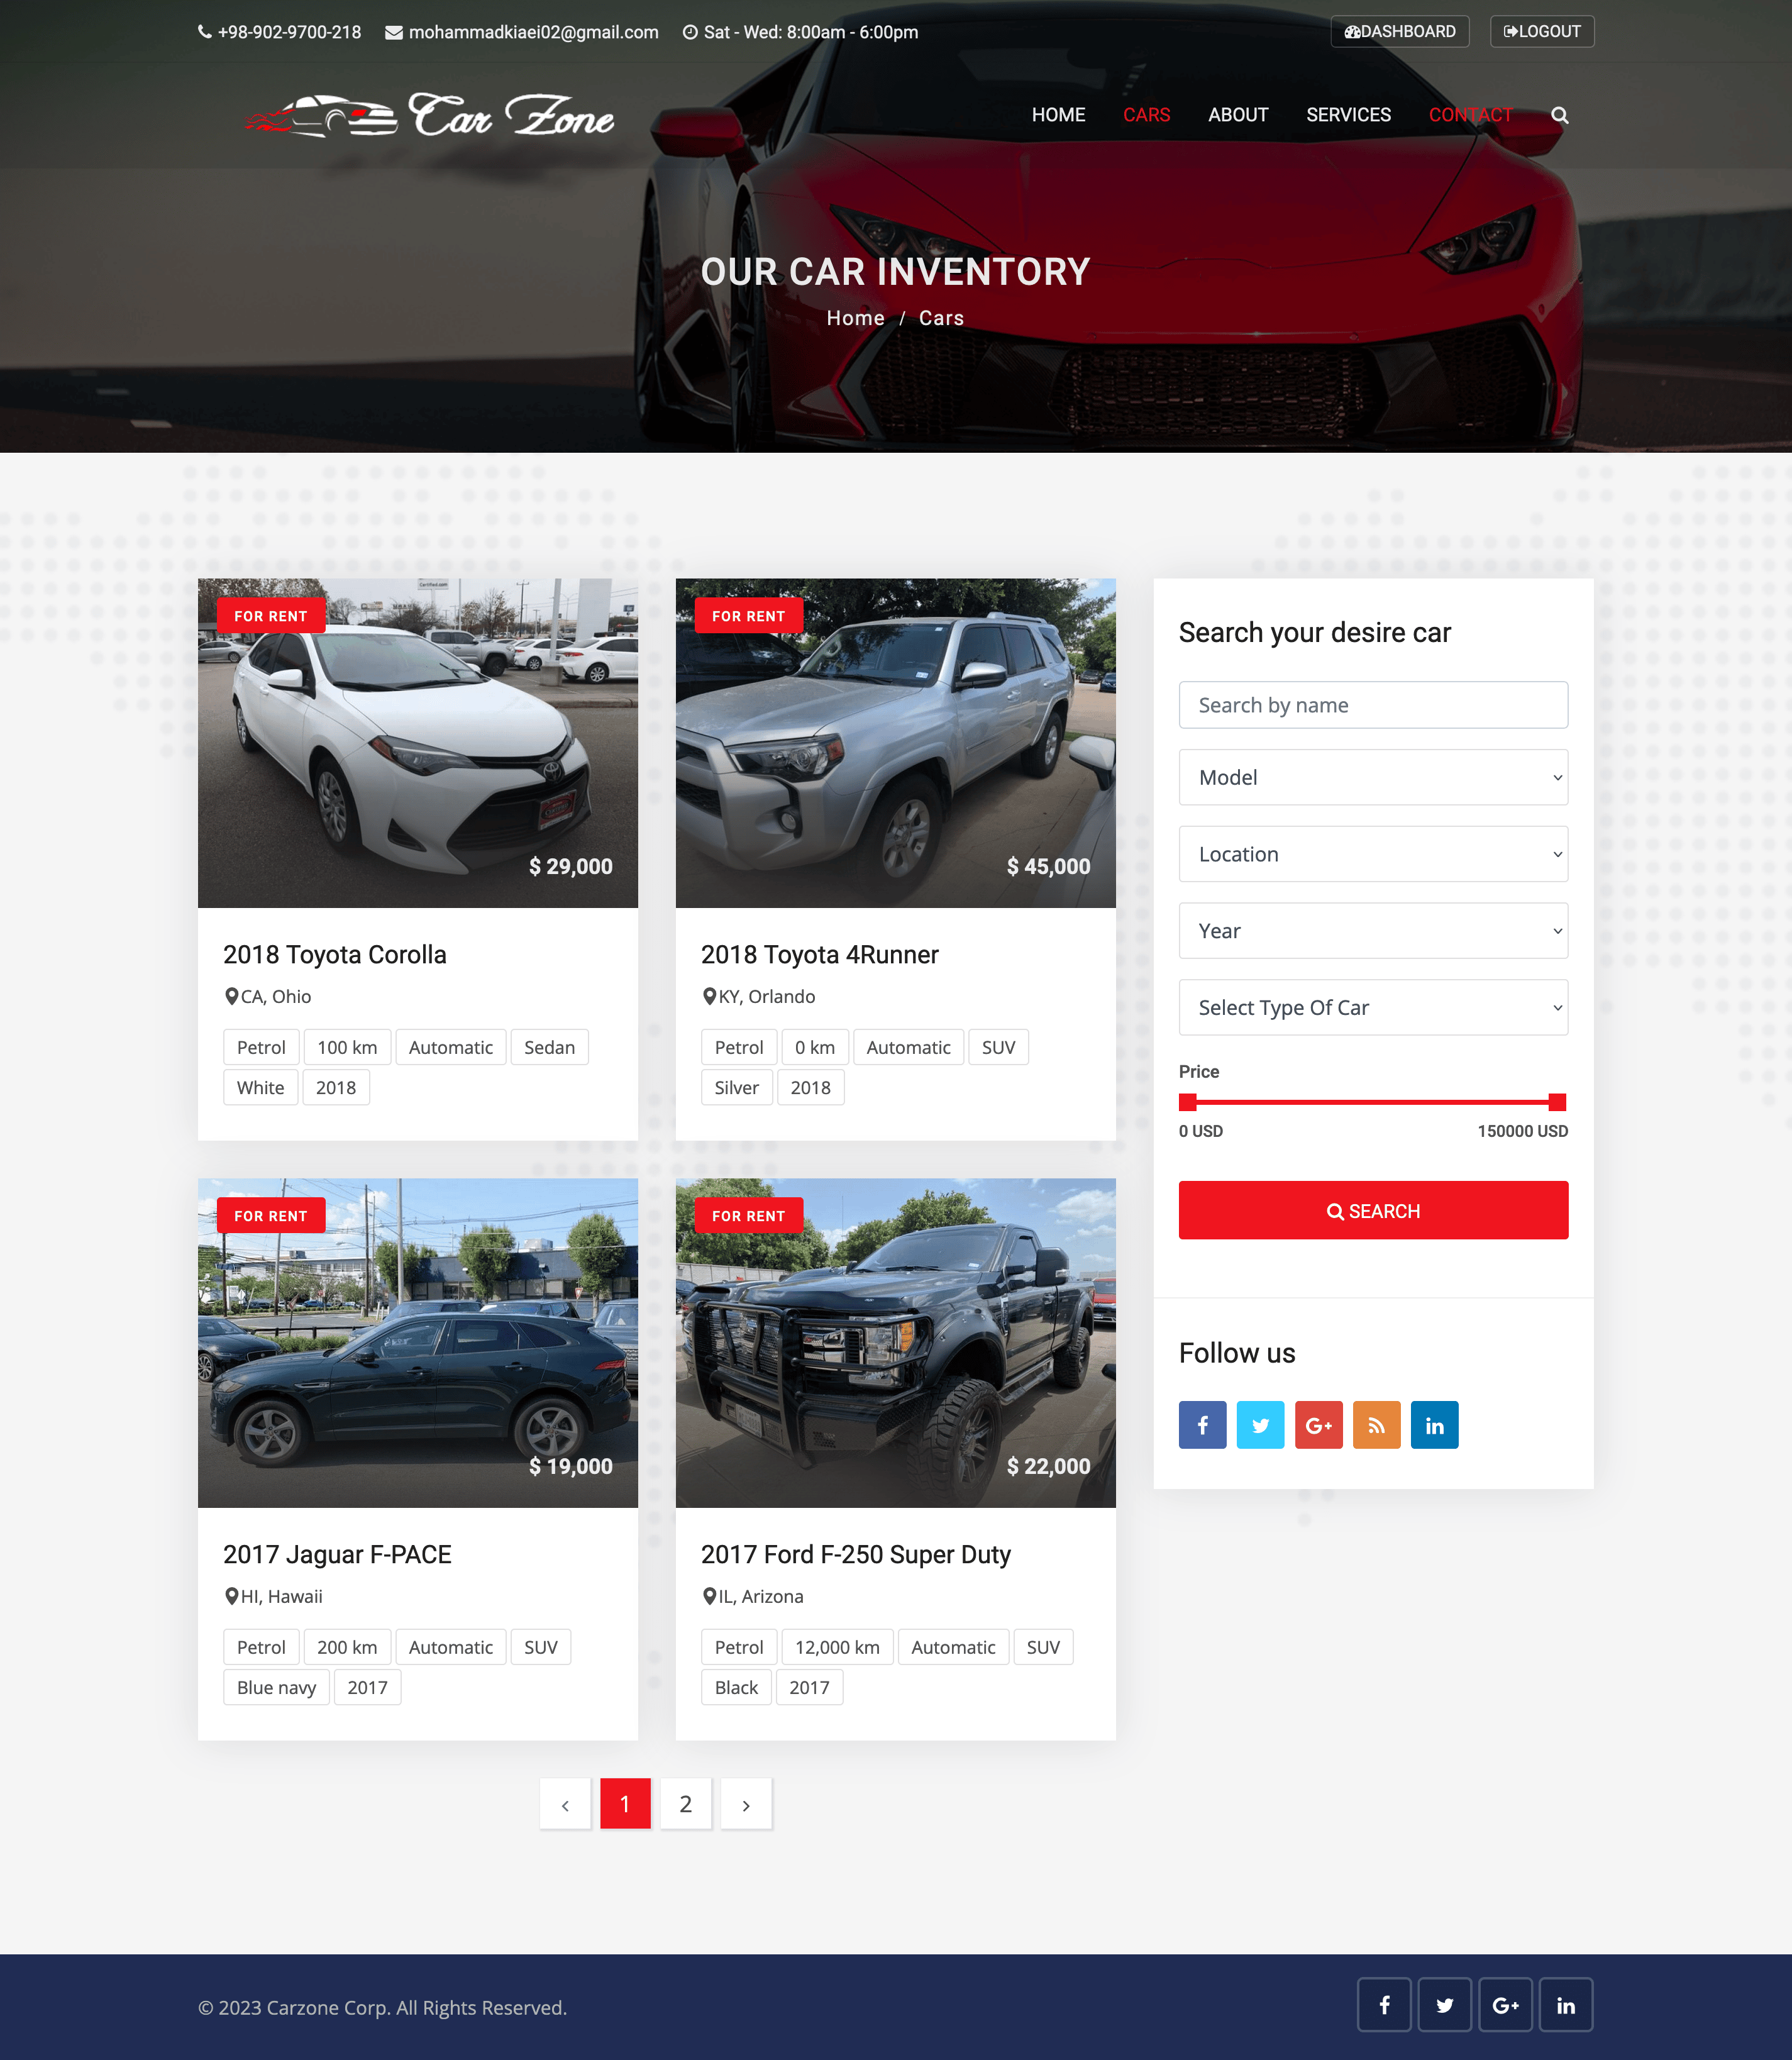 +98-902-9700-218 mohammadkiaei02@gmail.com Sat - Wed: 8:00am - 6:00pm DASHBOARD LOGOUT
Car Zone HOME CARS ABOUT SERVICES CONTACT
OUR CAR INVENTORY
Home / Cars
FOR RENT
$ 29,000
2018 Toyota Corolla
CA, Ohio
Petrol 100 km Automatic Sedan
White 2018
FOR RENT
$ 45,000
2018 Toyota 4Runner
KY, Orlando
Petrol 0 km Automatic SUV
Silver 2018
FOR RENT
$ 19,000
2017 Jaguar F-PACE
HI, Hawaii
Petrol 200 km Automatic SUV
Blue navy 2017
FOR RENT
$ 22,000
2017 Ford F-250 Super Duty
IL, Arizona
Petrol 12,000 km Automatic SUV
Black 2017
‹ 1 2 ›
Search your desire car
Search by name
Model
Location
Year
Select Type Of Car
Price
0 USD 150000 USD
SEARCH
Follow us
© 2023 Carzone Corp. All Rights Reserved.